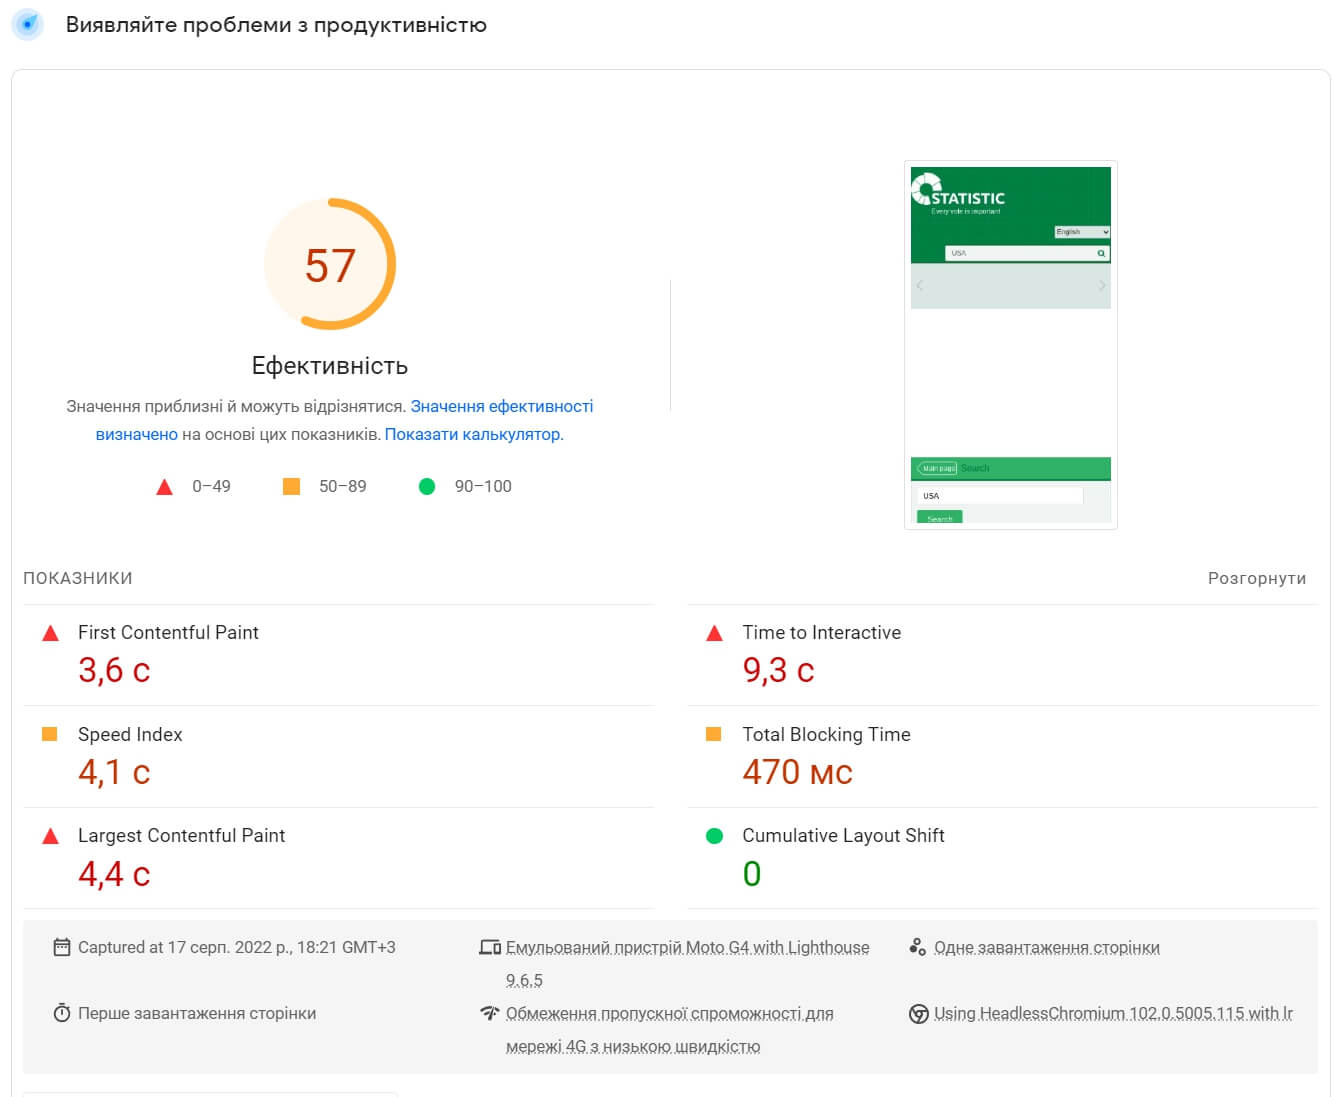 Виявляйте проблеми з продуктивністю
57
Ефективність
Значення приблизні й можуть відрізнятися. Значення ефективності
визначено на основі цих показників. Показати калькулятор.
0–49
50–89
90–100
STATISTIC
Every vote is important
English
USA
Main page
Search
USA
Search
ПОКАЗНИКИ
Розгорнути
First Contentful Paint
3,6 с
Time to Interactive
9,3 с
Speed Index
4,1 с
Total Blocking Time
470 мс
Largest Contentful Paint
4,4 с
Cumulative Layout Shift
0
Captured at 17 серп. 2022 р., 18:21 GMT+3
Емульований пристрій Moto G4 with Lighthouse
9.6.5
Одне завантаження сторінки
Перше завантаження сторінки
Обмеження пропускної спроможності для
мережі 4G з низькою швидкістю
Using HeadlessChromium 102.0.5005.115 with lr